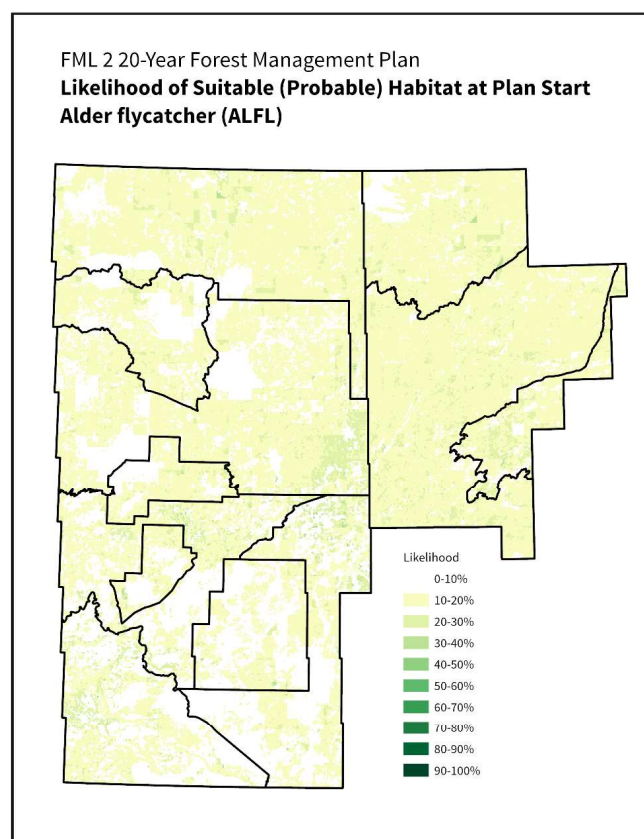 FML 2 20-Year Forest Management Plan
Likelihood of Suitable (Probable) Habitat at Plan Start
Alder flycatcher (ALFL)
Likelihood
0-10%
10-20%
20-30%
30-40%
40-50%
50-60%
60-70%
70-80%
80-90%
90-100%